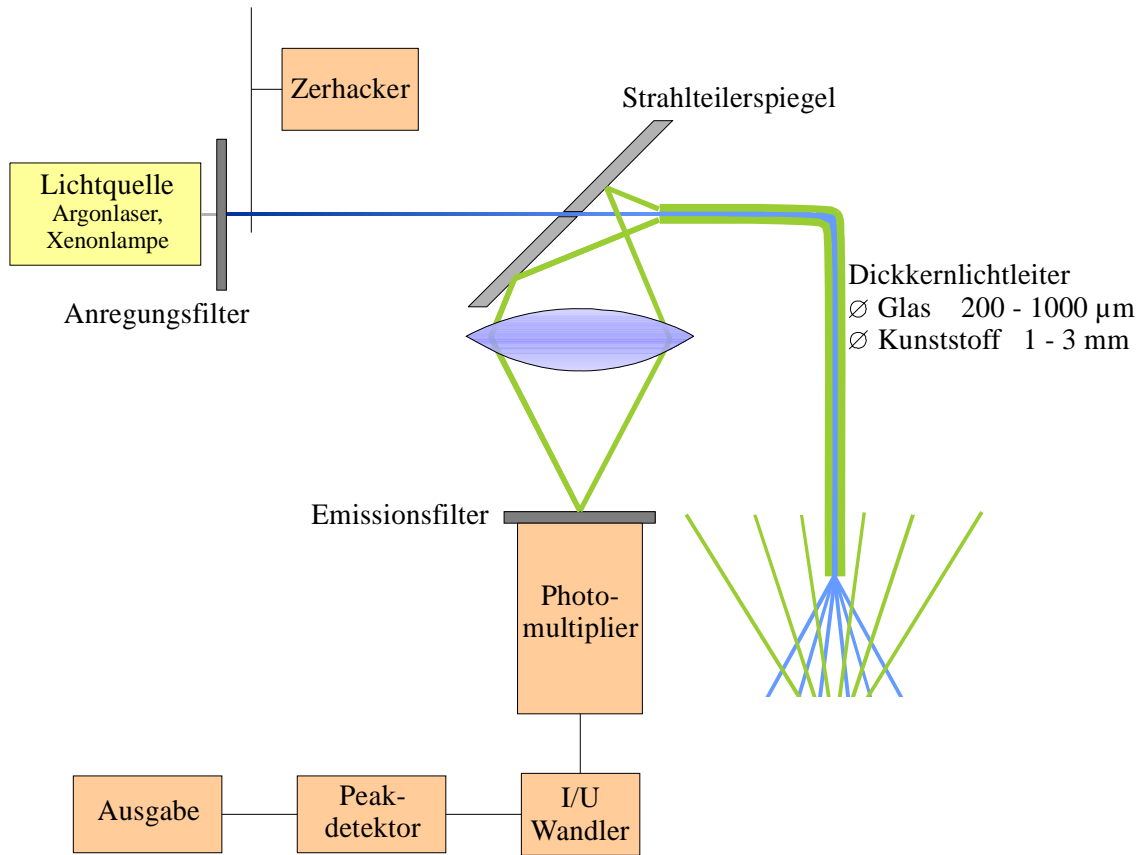 Zerhacker
Strahlteilerspiegel
Lichtquelle
Argonlaser,
Xenonlampe
Anregungsfilter
Dickkernlichtleiter
∅ Glas 200 - 1000 µm
∅ Kunststoff 1 - 3 mm
Emissionsfilter
Photo-
multiplier
Ausgabe
Peak-
detektor
I/U
Wandler